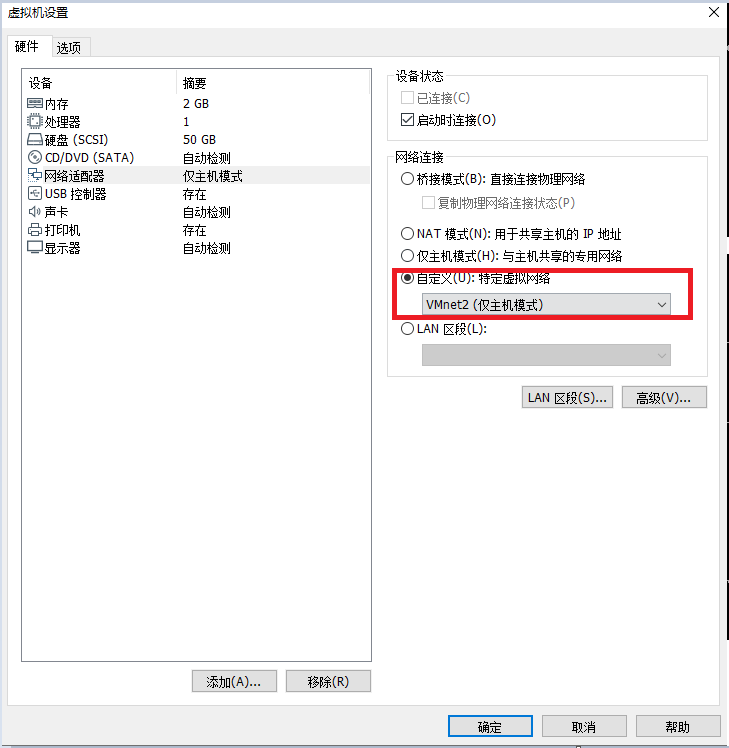 虚拟机设置
硬件 选项
设备 摘要
内存 2 GB
处理器 1
硬盘 (SCSI) 50 GB
CD/DVD (SATA) 自动检测
网络适配器 仅主机模式
USB 控制器 存在
声卡 自动检测
打印机 存在
显示器 自动检测
添加(A)... 移除(R)
设备状态
已连接(C)
启动时连接(O)
网络连接
桥接模式(B): 直接连接物理网络
复制物理网络连接状态(P)
NAT 模式(N): 用于共享主机的 IP 地址
仅主机模式(H): 与主机共享的专用网络
自定义(U): 特定虚拟网络
VMnet2 (仅主机模式)
LAN 区段(L):
LAN 区段(S)... 高级(V)...
确定 取消 帮助